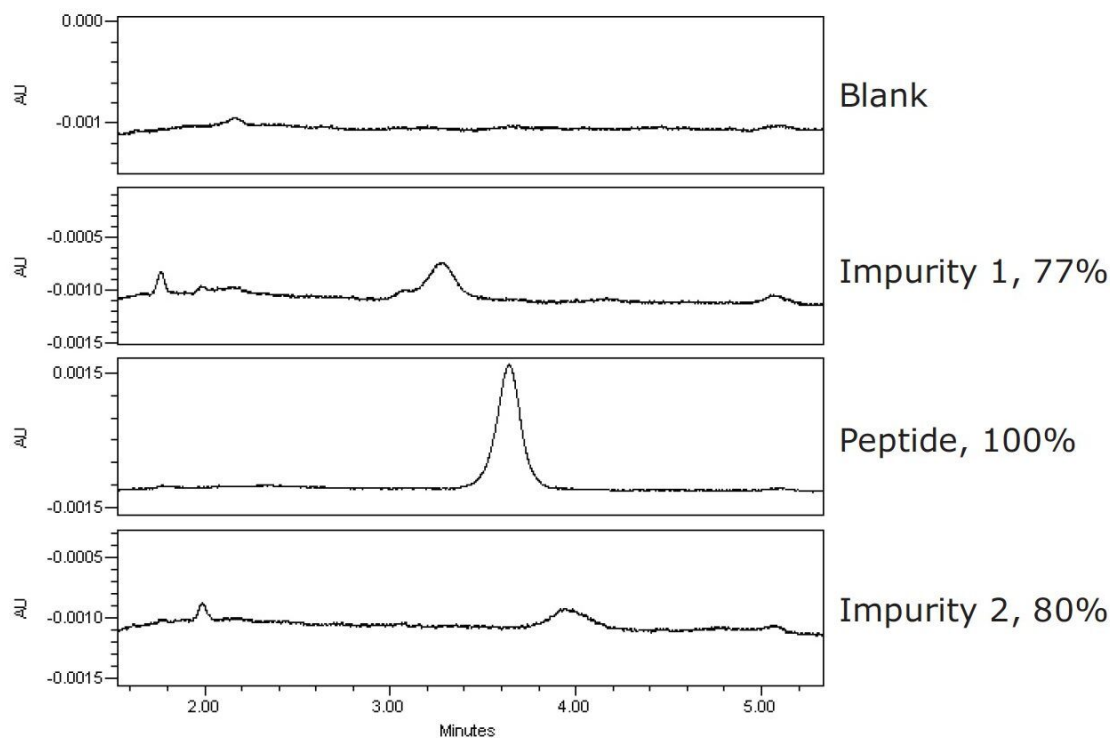 0.000
AU
-0.001
Blank
-0.0005
AU
-0.0010
-0.0015
Impurity 1, 77%
0.0015
AU
-0.0015
Peptide, 100%
-0.0005
AU
-0.0010
-0.0015
Impurity 2, 80%
2.00 3.00 4.00 5.00
Minutes